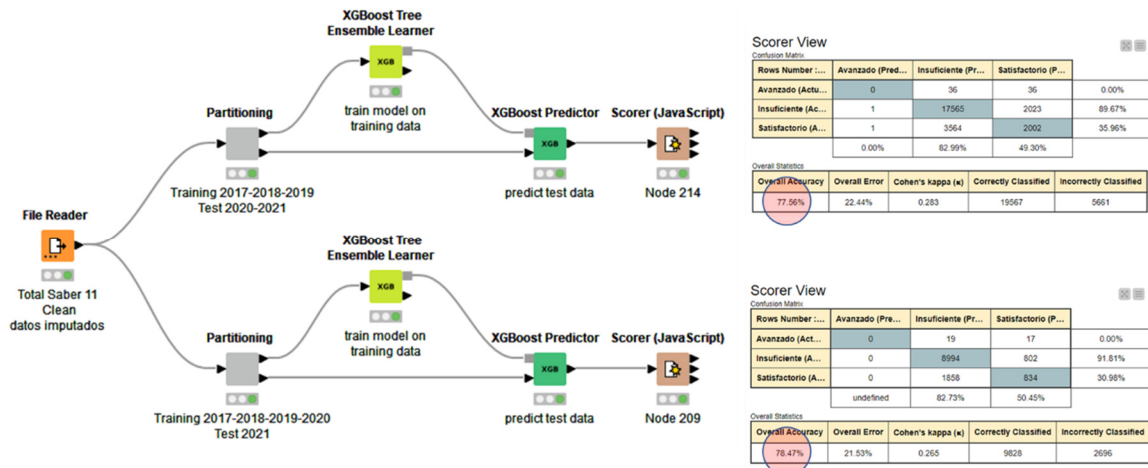 XGBoost Tree
Ensemble Learner
XGB
train model on
training data
Partitioning
Training 2017-2018-2019
Test 2020-2021
XGBoost Predictor
XGB
predict test data
Scorer (JavaScript)
Node 214
File Reader
Total Saber 11
Clean
datos imputados
XGBoost Tree
Ensemble Learner
XGB
train model on
training data
Partitioning
Training 2017-2018-2019-2020
Test 2021
XGBoost Predictor
XGB
predict test data
Scorer (JavaScript)
Node 209
Scorer View
Confusion Matrix
Rows Number :... Avanzado (Pred... Insuficiente (Pr... Satisfactorio (P...
Avanzado (Actu... 0 36 36 0.00%
Insuficiente (Ac... 1 17565 2023 89.67%
Satisfactorio (A... 1 3564 2002 35.96%
0.00% 82.99% 49.30%
Overall Statistics
Overall Accuracy Overall Error Cohen's kappa (κ) Correctly Classified Incorrectly Classified
77.56% 22.44% 0.283 19567 5661
Scorer View
Confusion Matrix
Rows Number :... Avanzado (Pre... Insuficiente (P... Satisfactorio (P...
Avanzado (Act... 0 19 17 0.00%
Insuficiente (A... 0 8994 802 91.81%
Satisfactorio (A... 0 1858 834 30.98%
undefined 82.73% 50.45%
Overall Statistics
Overall Accuracy Overall Error Cohen's kappa (κ) Correctly Classified Incorrectly Classified
78.47% 21.53% 0.265 9828 2696